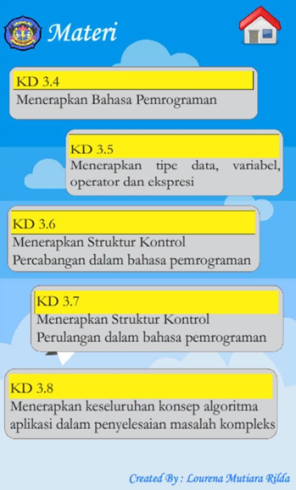 Materi
KD 3.4
Menerapkan Bahasa Pemrograman
KD 3.5
Menerapkan tipe data, variabel,
operator dan ekspresi
KD 3.6
Menerapkan Struktur Kontrol
Percabangan dalam bahasa pemrograman
KD 3.7
Menerapkan Struktur Kontrol
Perulangan dalam bahasa pemrograman
KD 3.8
Menerapkan keseluruhan konsep algoritma
aplikasi dalam penyelesaian masalah kompleks
Created By : Lourena Mutiara Rilda